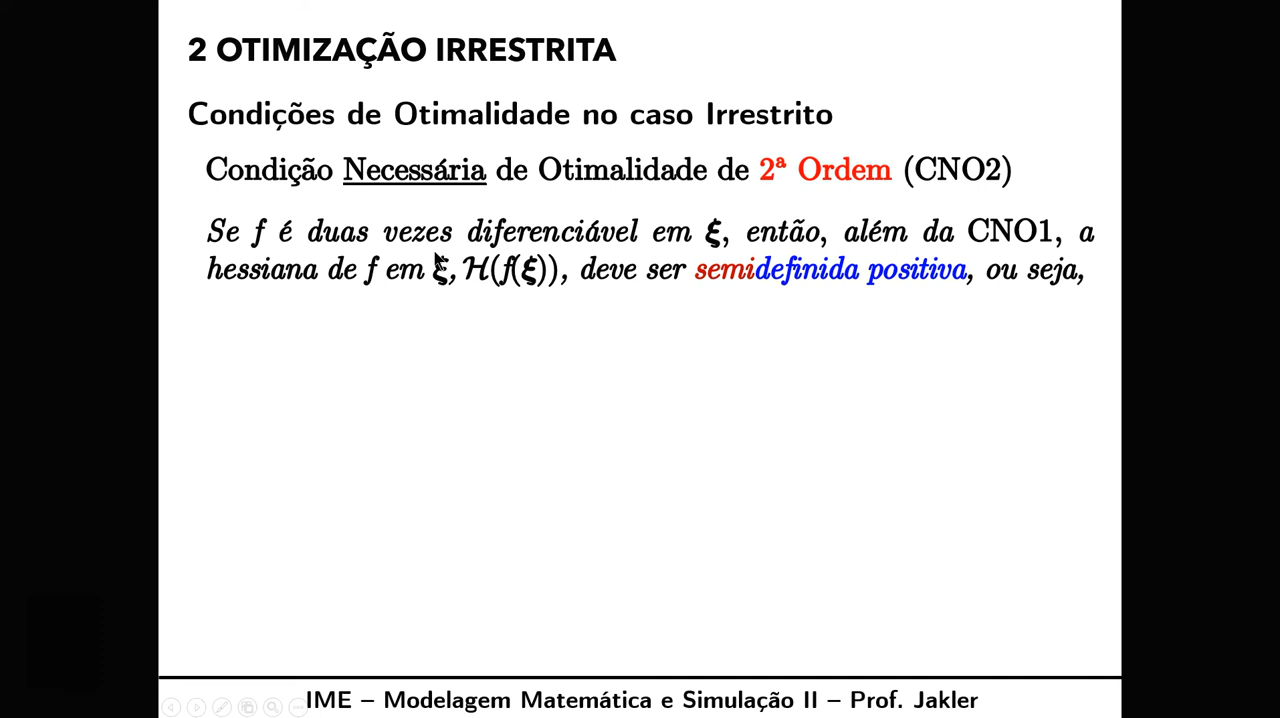 2 OTIMIZAÇÃO IRRESTRITA
Condições de Otimalidade no caso Irrestrito
Condição Necessária de Otimalidade de 2ª Ordem (CNO2)
Se f é duas vezes diferenciável em ξ, então, além da CNO1, a
hessiana de f em ξ, ℋ(f(ξ)), deve ser semidefinida positiva, ou seja,
IME – Modelagem Matemática e Simulação II – Prof. Jakler